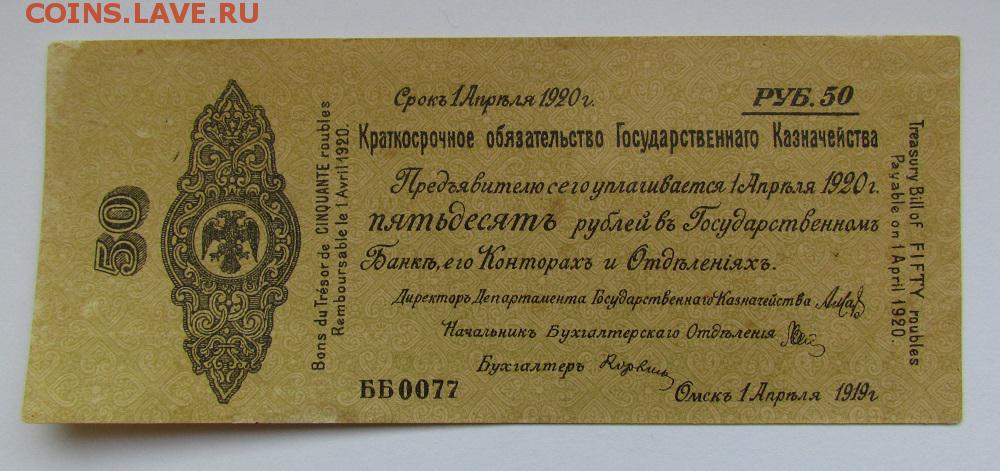 COINS.LAVE.RU
50
Bons du Trésor de CINQUANTE roubles
Remboursable le 1 Avril 1920.
Срокъ 1 Апрѣля 1920 г.
РУБ. 50
Краткосрочное обязательство Государственнаго Казначейства
Предъявителю сего уплачивается 1 Апрѣля 1920 г.
пятьдесятъ рублей въ Государственномъ
Банкѣ, его Конторахъ и Отдѣленіяхъ.
Директоръ Департамента Государственнаго Казначейства
Начальникъ Бухгалтерскаго Отдѣленія
Бухгалтеръ
ББ0077
Омскъ 1 Апрѣля 1919 г.
Treasury Bill of FIFTY roubles
Payable on 1 April 1920.